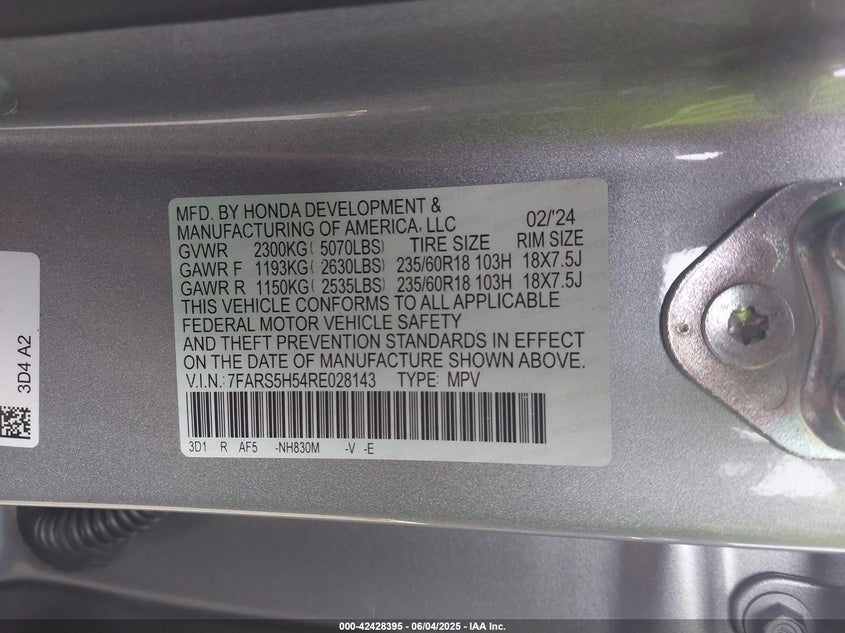 MFD. BY HONDA DEVELOPMENT &
MANUFACTURING OF AMERICA, LLC 02/'24
GVWR 2300KG( 5070LBS) TIRE SIZE RIM SIZE
GAWR F 1193KG( 2630LBS) 235/60R18 103H 18X7.5J
GAWR R 1150KG( 2535LBS) 235/60R18 103H 18X7.5J
THIS VEHICLE CONFORMS TO ALL APPLICABLE
FEDERAL MOTOR VEHICLE SAFETY
AND THEFT PREVENTION STANDARDS IN EFFECT
ON THE DATE OF MANUFACTURE SHOWN ABOVE.
V.I.N.: 7FARS5H54RE028143 TYPE: MPV
3D1 R AF5 -NH830M -V -E
3D4 A2
000-42428395 - 06/04/2025 - IAA Inc.